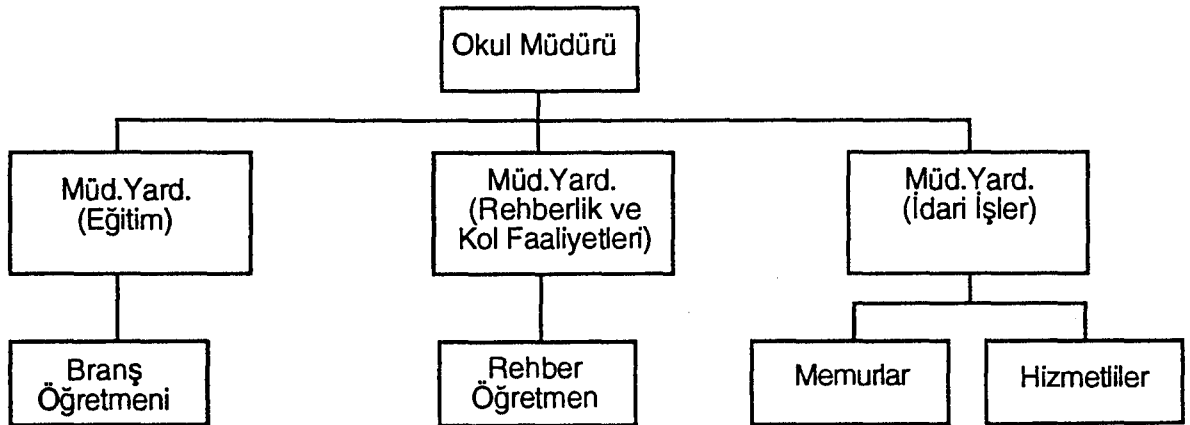 Okul Müdürü
Müd.Yard.
(Eğitim)
Müd.Yard.
(Rehberlik ve
Kol Faaliyetleri)
Müd.Yard.
(İdari İşler)
Branş
Öğretmeni
Rehber
Öğretmen
Memurlar
Hizmetliler